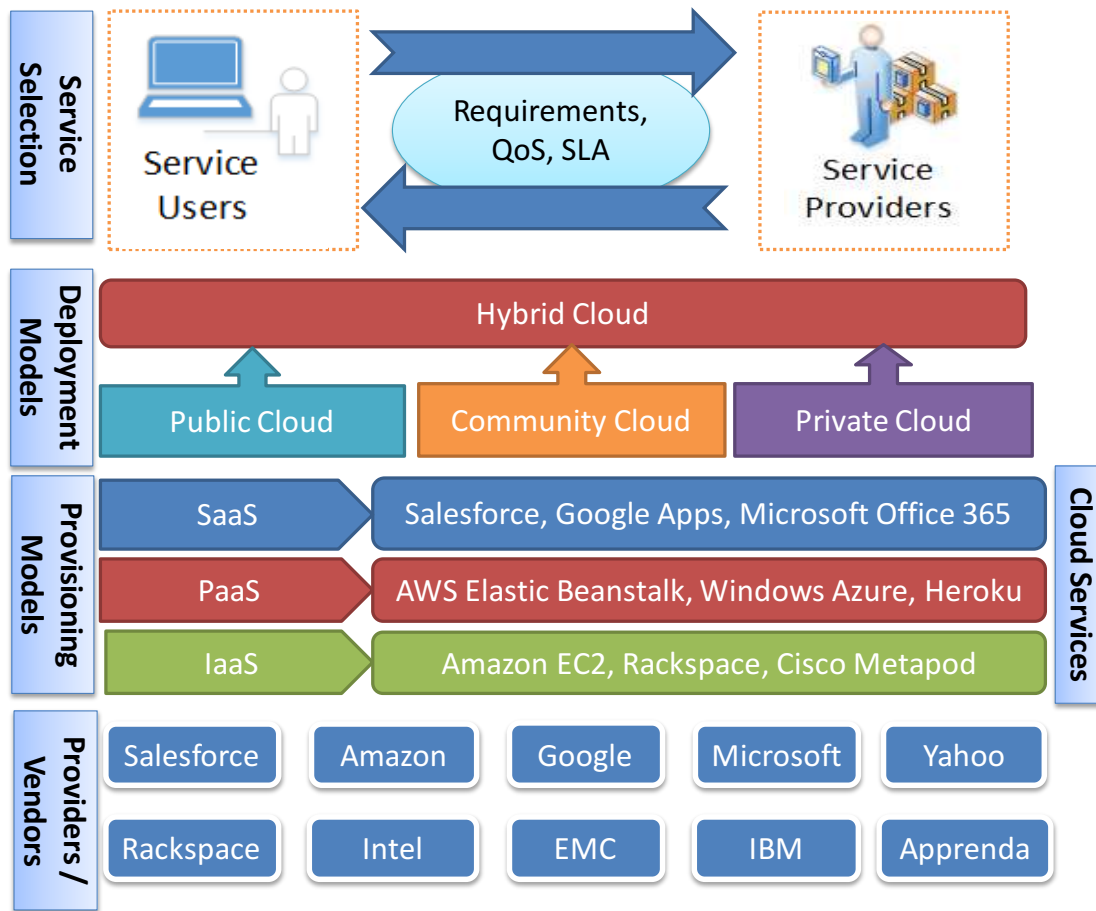 Service
Selection
Service
Users
Requirements,
QoS, SLA
Service
Providers
Deployment
Models
Hybrid Cloud
Public Cloud
Community Cloud
Private Cloud
Provisioning
Models
SaaS
Salesforce, Google Apps, Microsoft Office 365
PaaS
AWS Elastic Beanstalk, Windows Azure, Heroku
IaaS
Amazon EC2, Rackspace, Cisco Metapod
Cloud Services
Providers /
Vendors
Salesforce
Amazon
Google
Microsoft
Yahoo
Rackspace
Intel
EMC
IBM
Apprenda